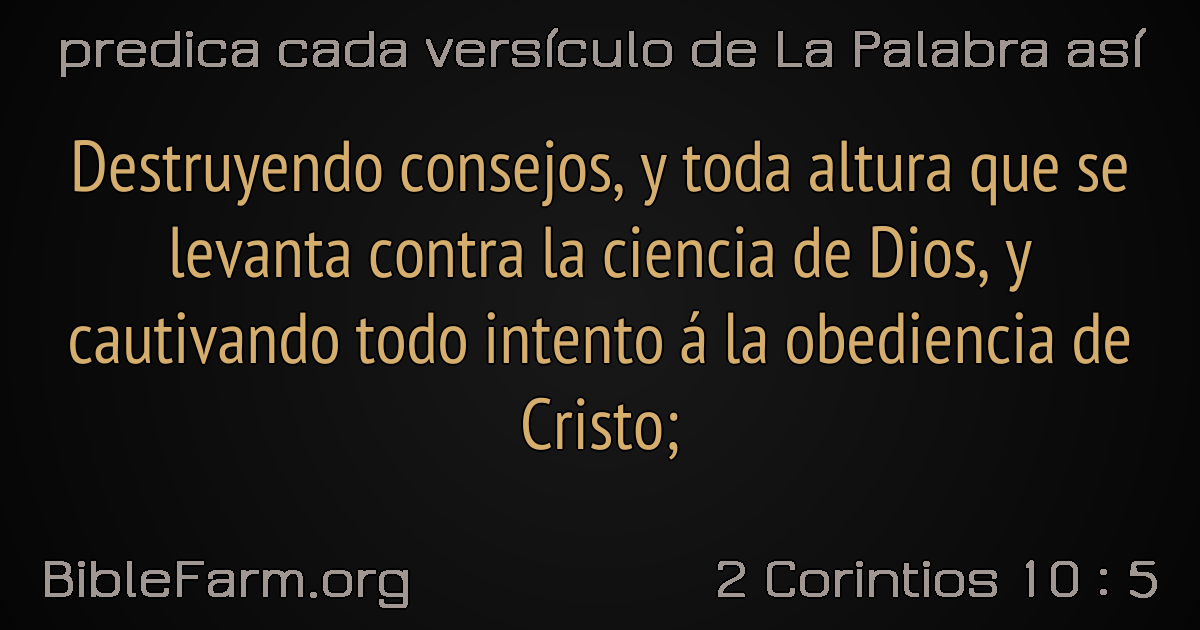 predica cada versículo de La Palabra así
Destruyendo consejos, y toda altura que se
levanta contra la ciencia de Dios, y
cautivando todo intento á la obediencia de
Cristo;
BibleFarm.org
2 Corintios 10 : 5